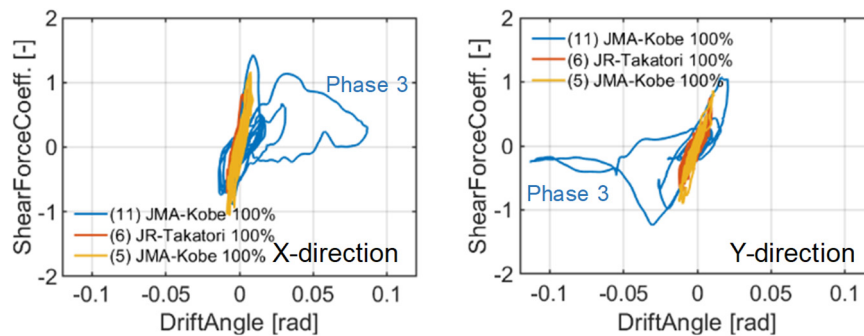 2
1
0
-1
-2
ShearForceCoeff. [-]
Phase 3
(11) JMA-Kobe 100%
(6) JR-Takatori 100%
(5) JMA-Kobe 100%
X-direction
-0.1
-0.05
0
0.05
0.1
DriftAngle [rad]
2
1
0
-1
-2
ShearForceCoeff. [-]
(11) JMA-Kobe 100%
(6) JR-Takatori 100%
(5) JMA-Kobe 100%
Phase 3
Y-direction
-0.1
-0.05
0
0.05
0.1
DriftAngle [rad]